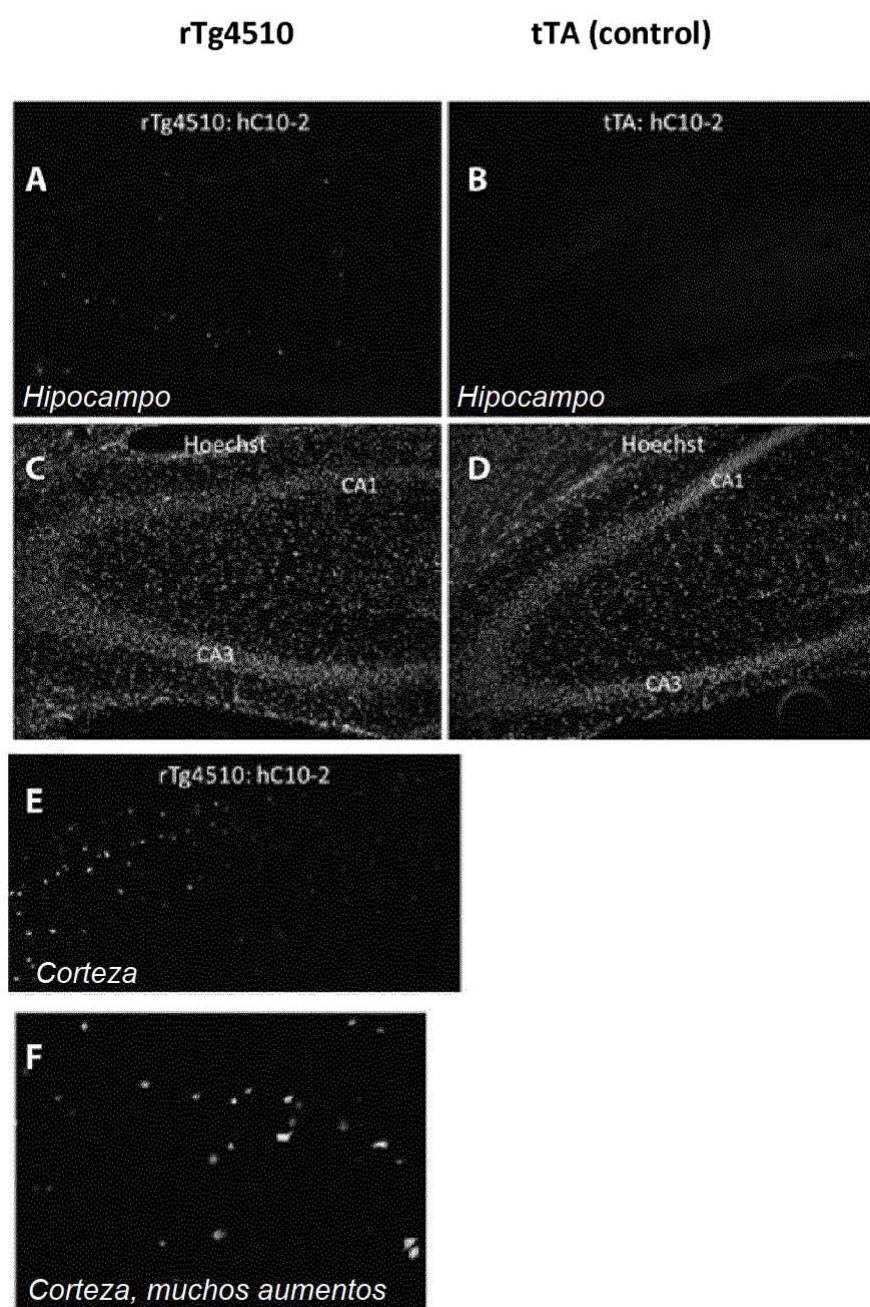 rTg4510 tTA (control)
rTg4510: hC10-2
A
Hipocampo
tTA: hC10-2
B
Hipocampo
Hoechst
C
CA1
CA3
Hoechst
D
CA1
CA3
rTg4510: hC10-2
E
Corteza
F
Corteza, muchos aumentos